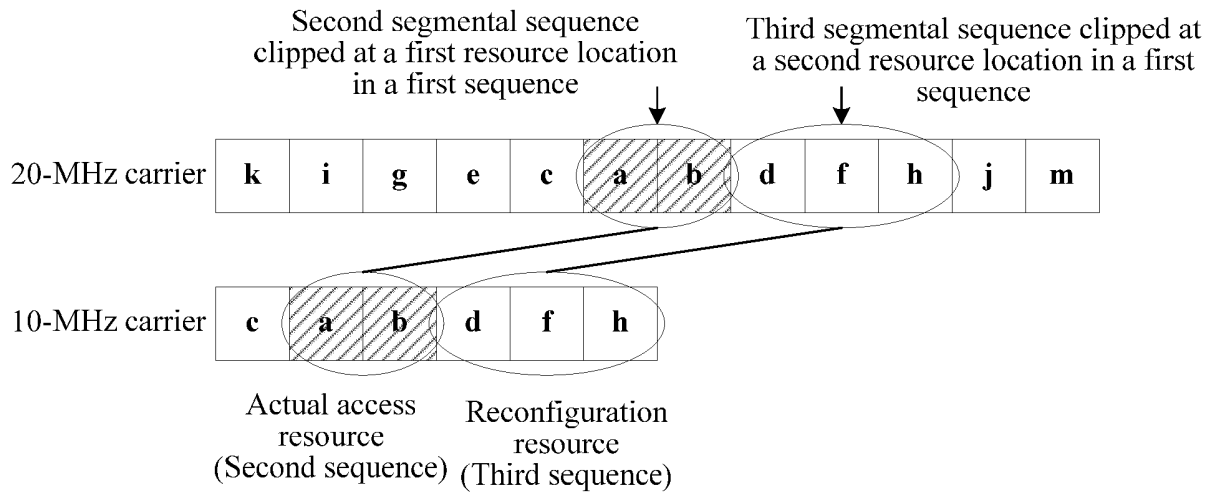 Second segmental sequence
clipped at a first resource location
in a first sequence
Third segmental sequence clipped at
a second resource location in a first
sequence
20-MHz carrier k i g e c a b d f h j m
10-MHz carrier c a b d f h
Actual access
resource
(Second sequence)
Reconfiguration
resource
(Third sequence)